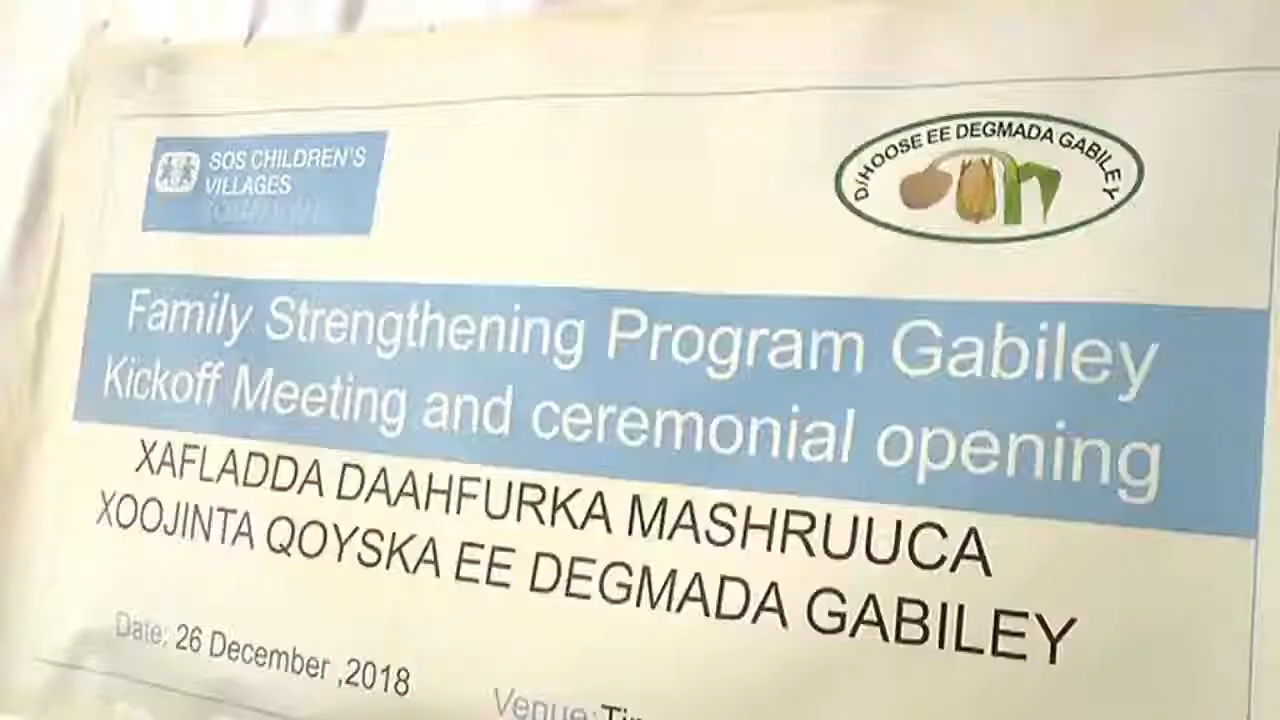 SOS CHILDREN'S
VILLAGES
D/HOOSE EE DEGMADA GABILEY
Family Strengthening Program Gabiley
Kickoff Meeting and ceremonial opening
XAFLADDA DAAHFURKA MASHRUUCA
XOOJINTA QOYSKA EE DEGMADA GABILEY
Date: 26 December ,2018
Venue: